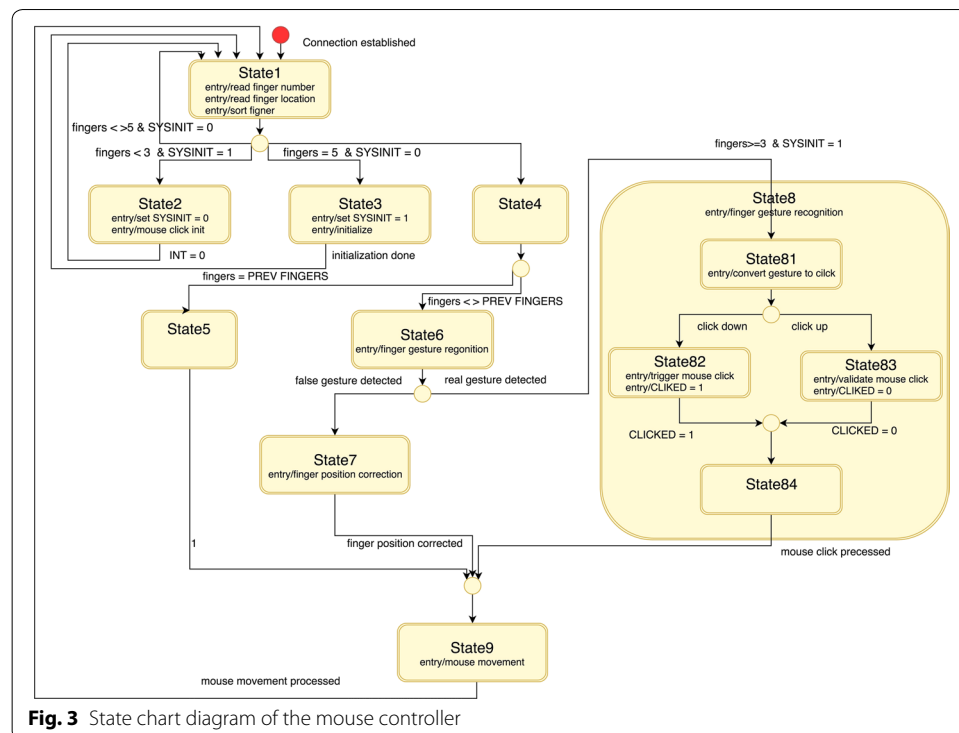 Connection established
State1
entry/read finger number
entry/read finger location
entry/sort figner
fingers < >5 & SYSINIT = 0
fingers < 3 & SYSINIT = 1
fingers = 5 & SYSINIT = 0
fingers>=3 & SYSINIT = 1
State2
entry/set SYSINIT = 0
entry/mouse click init
State3
entry/set SYSINIT = 1
entry/initialize
State4
State8
entry/finger gesture recognition
INT = 0
initialization done
State81
entry/convert gesture to cilck
fingers = PREV FINGERS
fingers < > PREV FINGERS
State5
State6
entry/finger gesture regonition
click down
click up
State82
entry/trigger mouse click
entry/CLIKED = 1
State83
entry/validate mouse click
entry/CLIKED = 0
false gesture detected
real gesture detected
CLICKED = 1
CLICKED = 0
State7
entry/finger position correction
State84
1
finger position corrected
mouse click precessed
State9
entry/mouse movement
mouse movement processed
Fig. 3 State chart diagram of the mouse controller